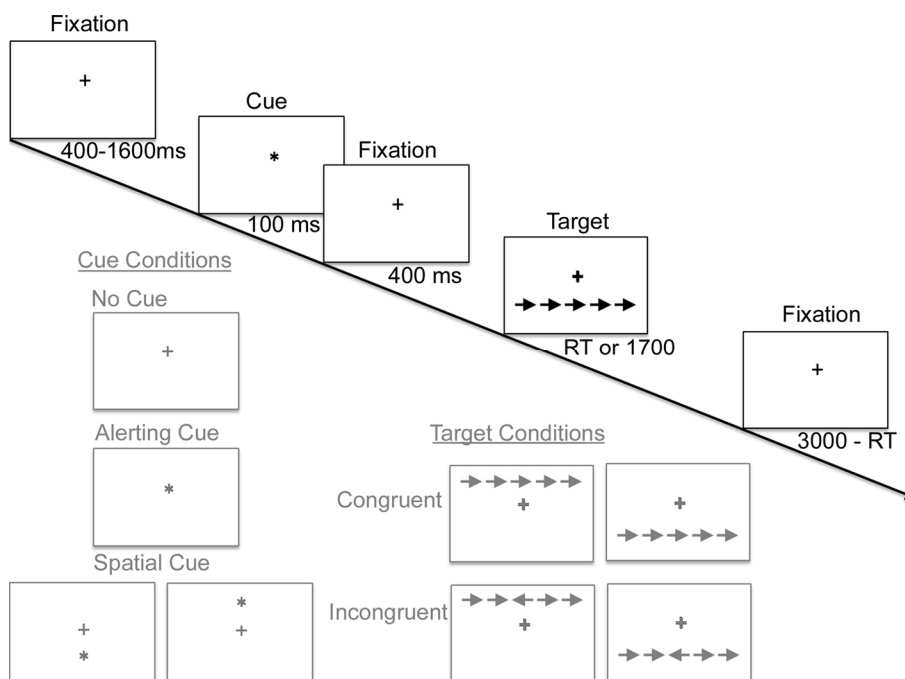 Fixation
+
400-1600ms
Cue
*
100 ms
Fixation
+
400 ms
Target
+
RT or 1700
Fixation
+
3000 - RT
Cue Conditions
No Cue
+
Alerting Cue
*
Spatial Cue
+
*
*
+
Target Conditions
Congruent
+
+
Incongruent
+
+